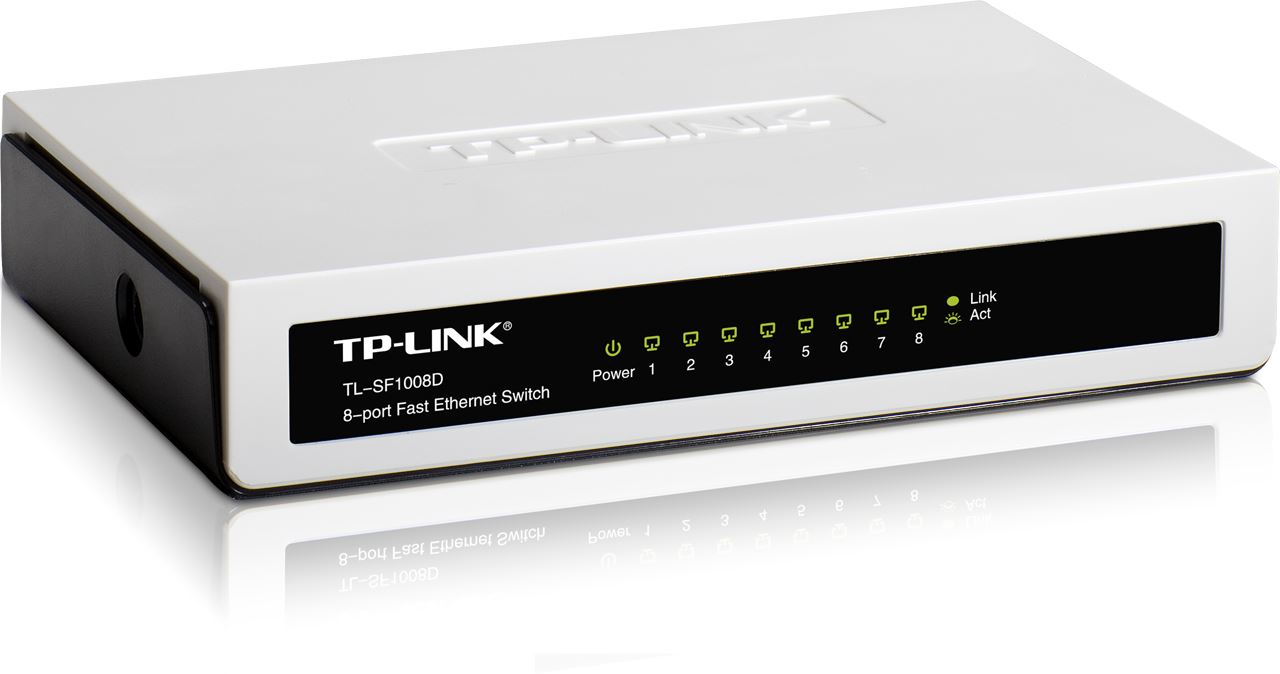 TP-LINK
TP-LINK®
TL-SF1008D
8-port Fast Ethernet Switch
Power 1 2 3 4 5 6 7 8
Link
Act